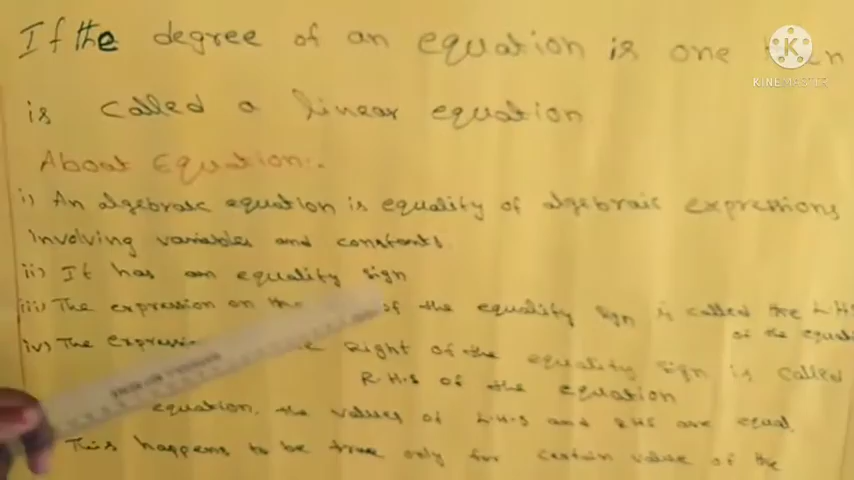 If the degree of an equation is one
is called a linear equation
About Equation:-
i) An algebraic equation is equality of algebraic expressions
Involving variables and constants.
ii) It has an equality sign
iii) The expression on the of the equality sign is called the L.H.S
of the
iv) The Right of the equality sign is called
R.H.S of the equation
equation, the values of L.H.S and RHS are equal.
This happens to be true only for certain value of the
KINEMASTER